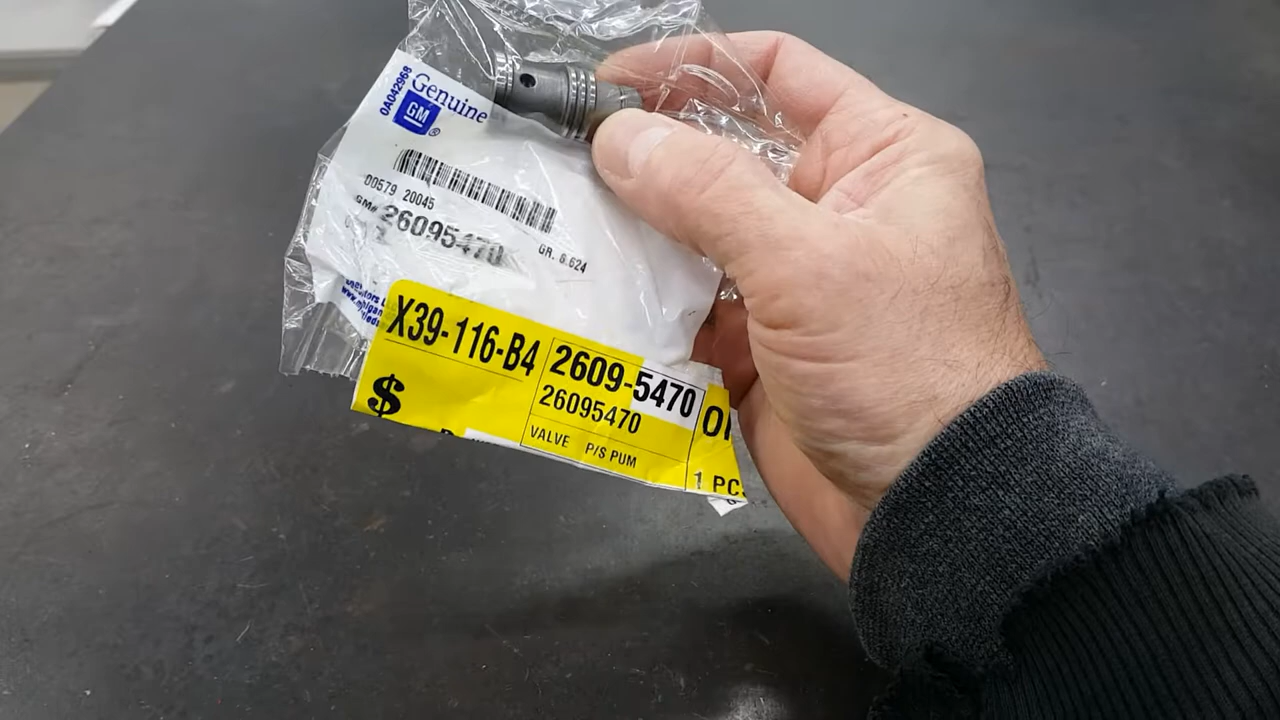 0A042968
Genuine
GM®
00579 20045
GM# 26095470
GR. 6.624
X39-116-B4
2609-5470
26095470
$
VALVE P/S PUM
1 PC